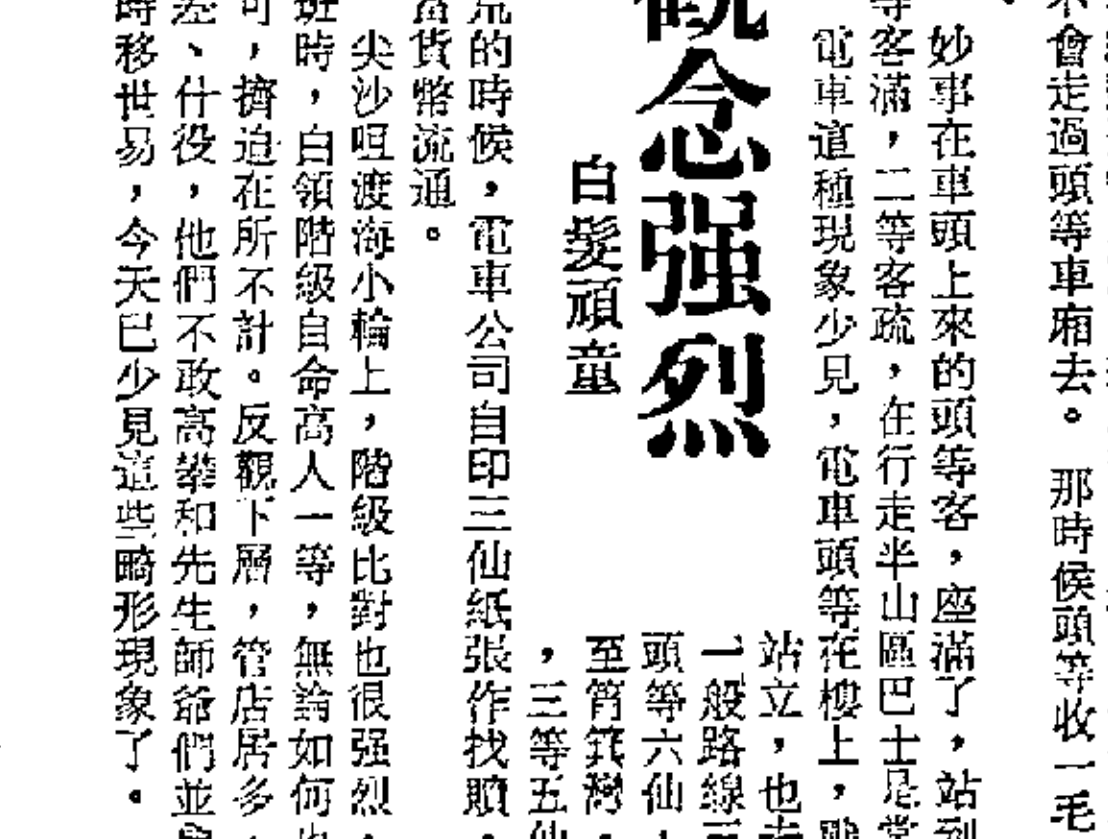 不會走過頭等車廂去。那時候頭等收一毛
妙事在車頭上來的頭等客，座滿了，站到
等客滿，二等客疏，在行走半山區巴士是常
電車這種現象少見，電車頭等在樓上，
站立，也
觀念强烈
一般路線三
頭等六仙，
白髮頑童
至筲箕灣，
，三等五仙
荒的時候，電車公司自印三仙紙張作找贖，
當貨幣流通。
尖沙咀渡海小輪上，階級比對也很强烈，
班時，白領階級自命高人一等，無論如何也
可，擠迫在所不計。反觀下層，管店居多，
差、什役，他們不敢高攀和先生師爺們並
時移世易，今天已少見這些畸形現象了。